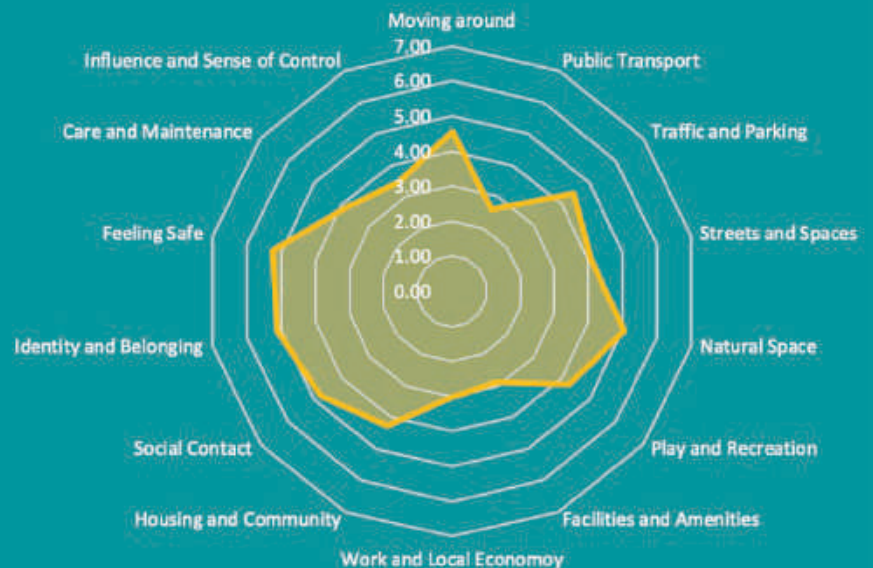 Moving around
7.00
Influence and Sense of Control
Public Transport
6.00
5.00
Care and Maintenance
Traffic and Parking
4.00
3.00
Feeling Safe
Streets and Spaces
2.00
1.00
0.00
Identity and Belonging
Natural Space
Social Contact
Play and Recreation
Housing and Community
Facilities and Amenities
Work and Local Economoy